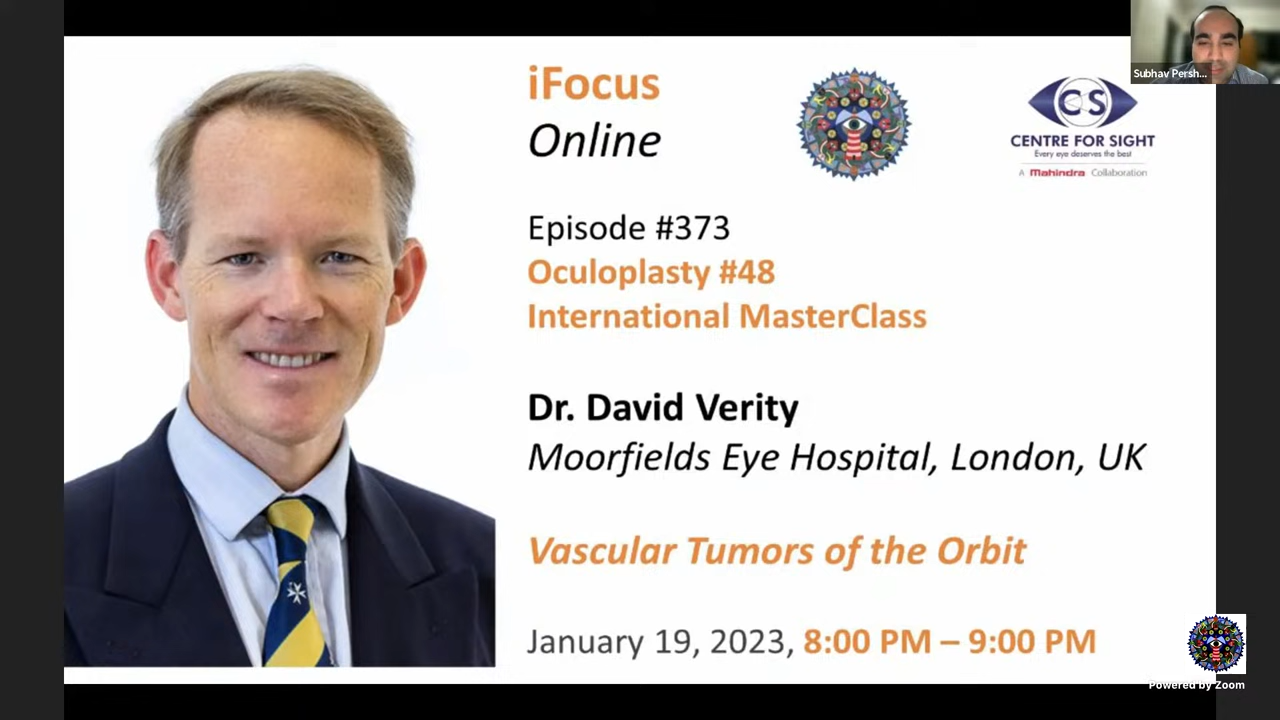 iFocus
Online
CS
CENTRE FOR SIGHT
Every eye deserves the best
A Mahindra Collaboration
Episode #373
Oculoplasty #48
International MasterClass
Dr. David Verity
Moorfields Eye Hospital, London, UK
Vascular Tumors of the Orbit
January 19, 2023, 8:00 PM – 9:00 PM
Subhav Persh...
Powered by Zoom